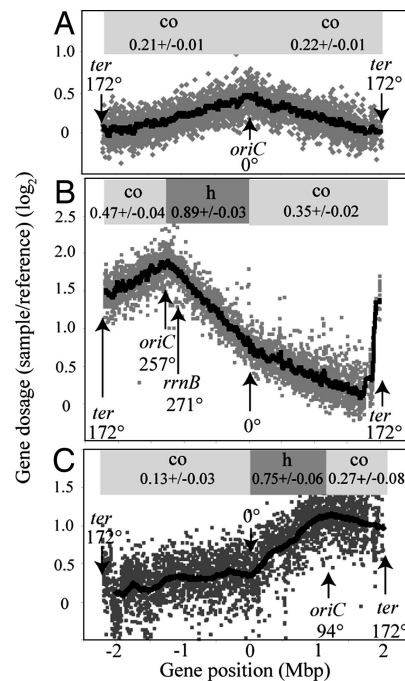 A
co co
0.21+/-0.01 0.22+/-0.01
1.0
0.5
0
ter
172°
oriC
0°
ter
172°
B
co h co
0.47+/-0.04 0.89+/-0.03 0.35+/-0.02
2.5
2.0
1.5
1.0
0.5
0
oriC
257°
rrnB
271°
0°
ter
172°
ter
172°
Gene dosage (sample/reference) (log2)
C
co h co
0.13+/-0.03 0.75+/-0.06 0.27+/-0.08
1.5
1.0
0.5
0
ter
172°
0°
oriC
94°
ter
172°
-2 -1 0 1 2
Gene position (Mbp)